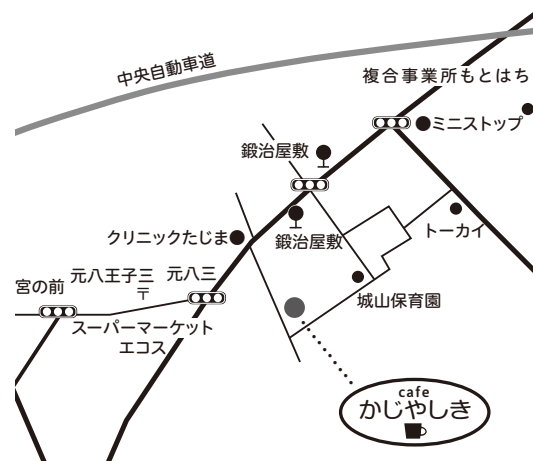 中央自動車道
複合事業所もとはち
ミニストップ
鍛治屋敷
鍛治屋敷
トーカイ
クリニックたじま
元八王子三
〒
元八三
宮の前
スーパーマーケット
エコス
城山保育園
cafe
かじやしき